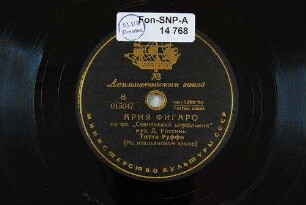 Fon-SNP-A
14 768
Ленинградский завод
В
015047
АРИЯ ФИГАРО
из оп. „Севильский цирюльник“
муз. Д. Россини
Титта Руффо
(На итальянском языке)
МИНИСТЕРСТВО КУЛЬТУРЫ СССР